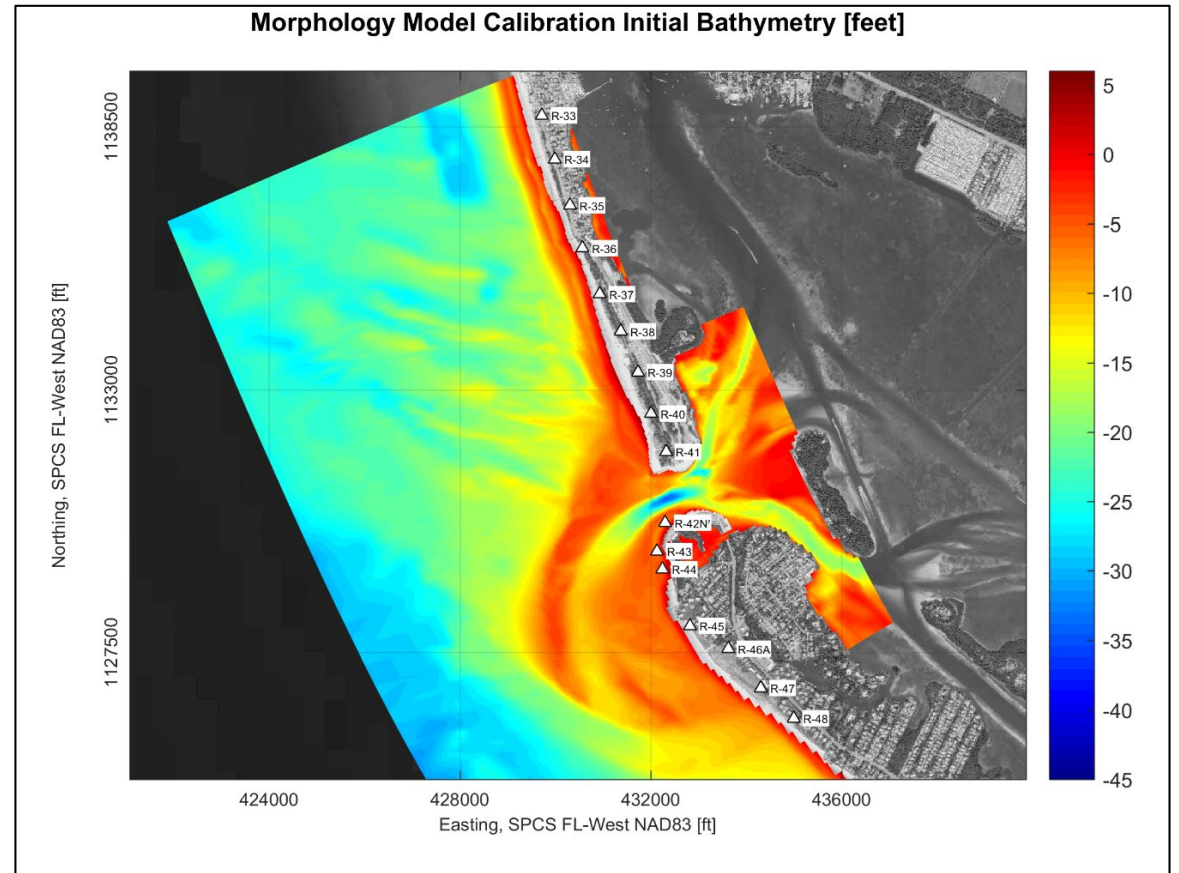 Morphology Model Calibration Initial Bathymetry [feet]
1138500
1133000
1127500
Northing, SPCS FL-West NAD83 [ft]
R-33
R-34
R-35
R-36
R-37
R-38
R-39
R-40
R-41
R-42N'
R-43
R-44
R-45
R-46A
R-47
R-48
5
0
-5
-10
-15
-20
-25
-30
-35
-40
-45
424000 428000 432000 436000
Easting, SPCS FL-West NAD83 [ft]